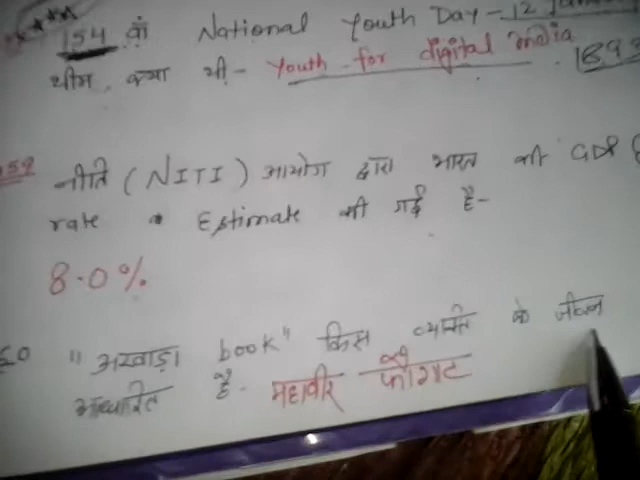 154 वां National Youth Day - 12
थीम क्या थी - Youth for digital India
नीति (NITI) आयोग द्वारा भारत की GDP
rate Estimate की गई है -
8.0%
60 "अखाड़ा book" किस व्यक्ति के जीवन
आधारित है - महावीर फोगाट